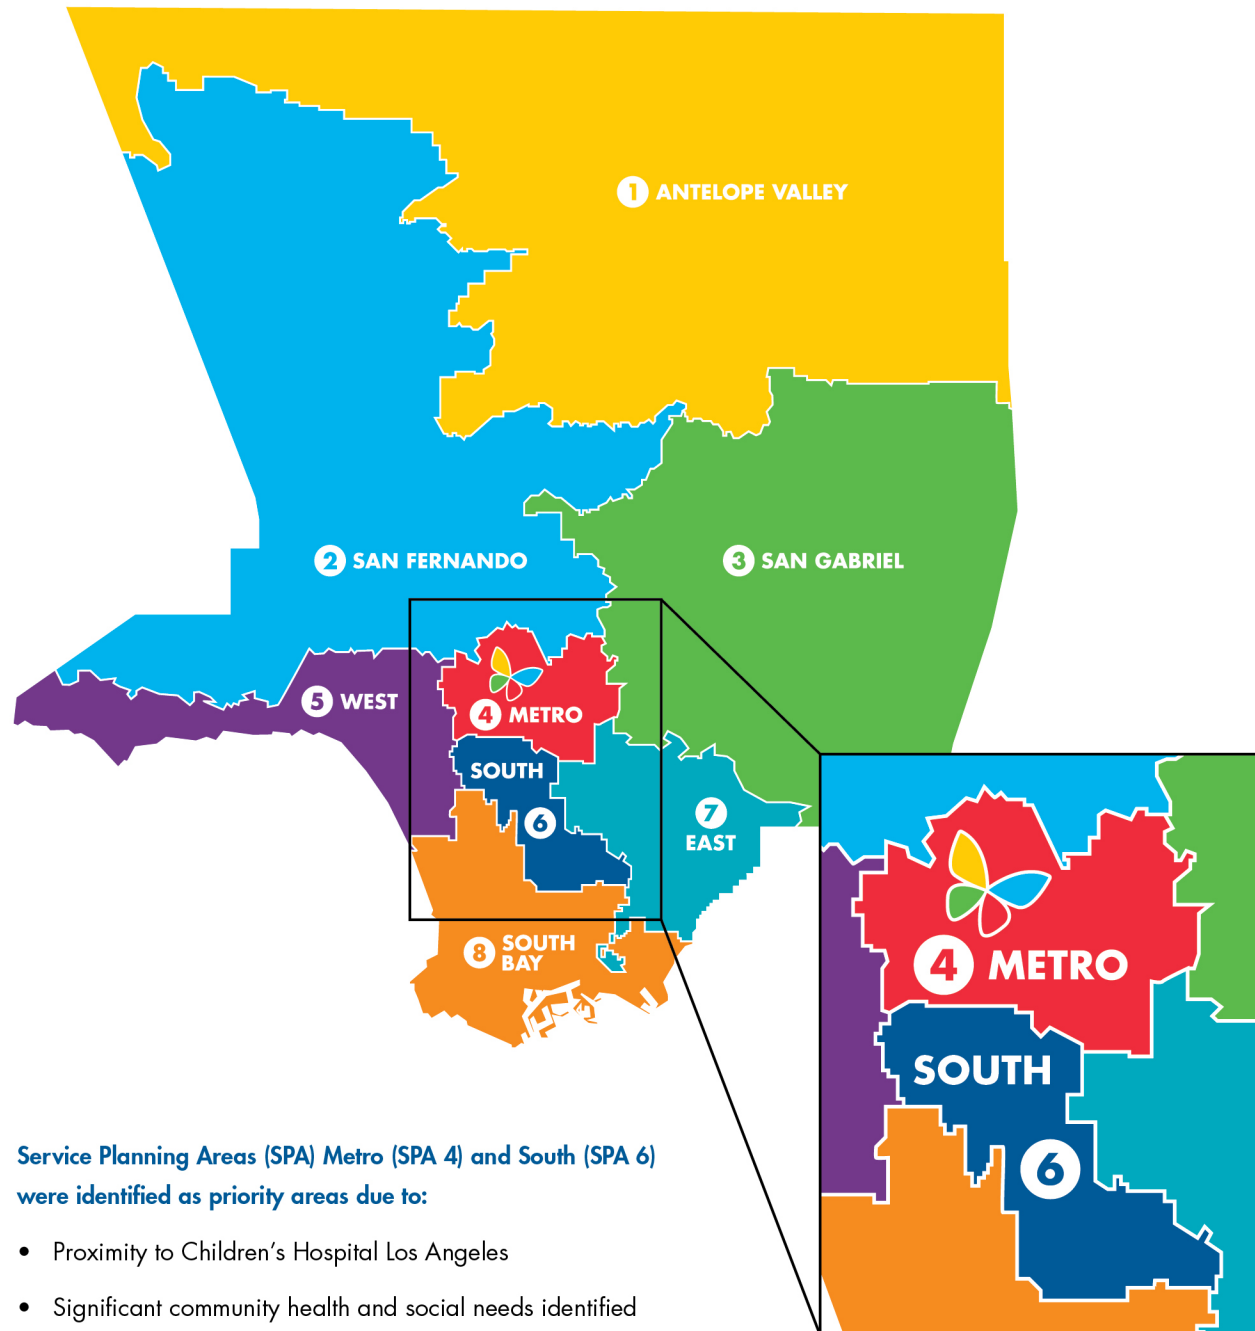 1 ANTELOPE VALLEY
2 SAN FERNANDO
3 SAN GABRIEL
5 WEST
4 METRO
SOUTH
6
7
EAST
8 SOUTH
BAY
4 METRO
SOUTH
6
Service Planning Areas (SPA) Metro (SPA 4) and South (SPA 6)
were identified as priority areas due to:
• Proximity to Children’s Hospital Los Angeles
• Significant community health and social needs identified